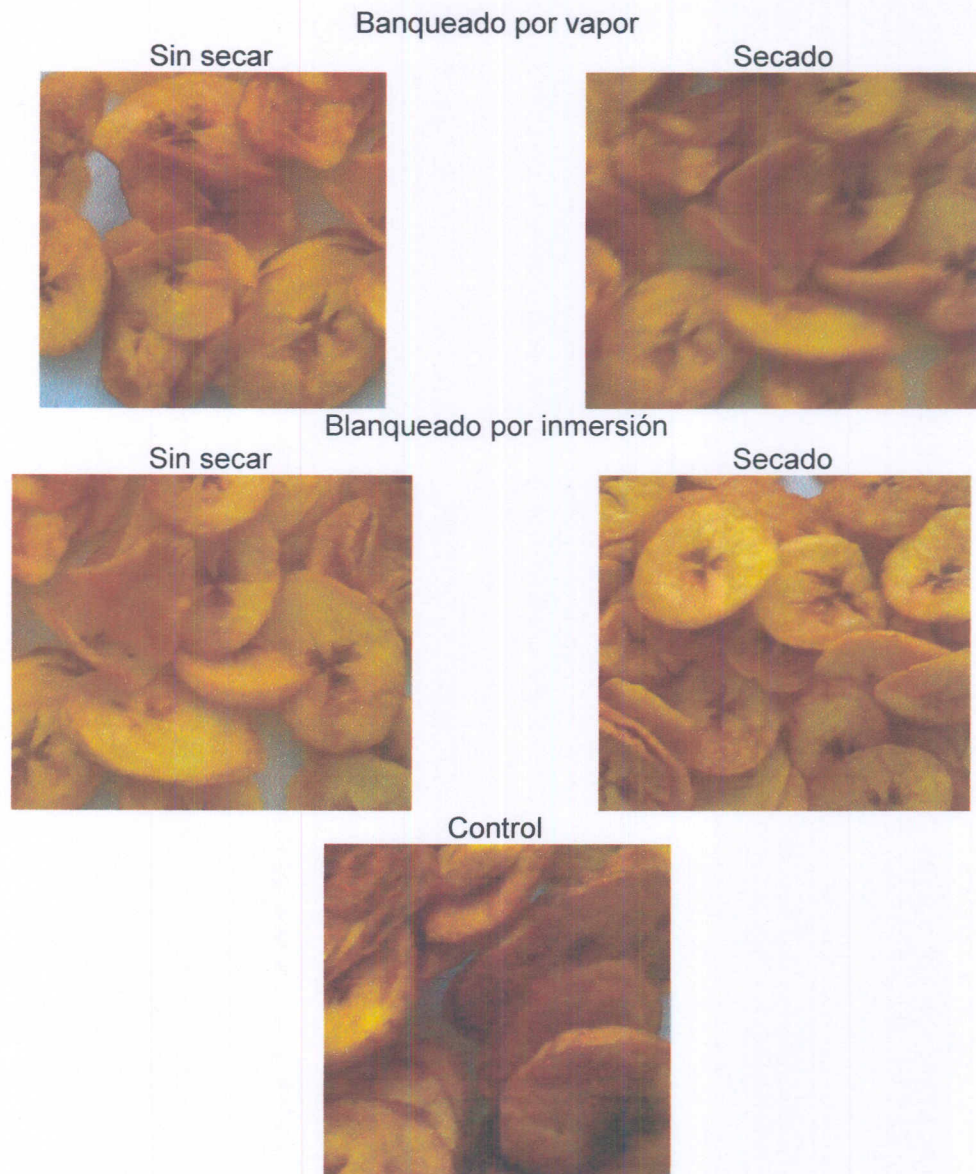 Banqueado por vapor
Sin secar Secado
Blanqueado por inmersión
Sin secar Secado
Control